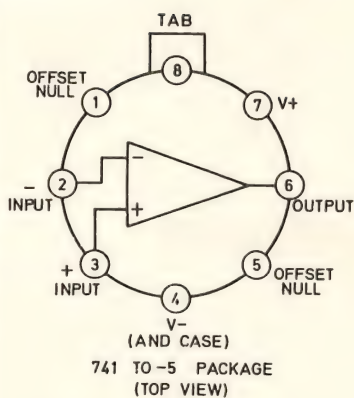 TAB
8
OFFSET
NULL
1
7
V+
−
2
−
INPUT
6
OUTPUT
+
3
+
INPUT
5
OFFSET
NULL
4
V−
(AND CASE)
741 TO-5 PACKAGE
(TOP VIEW)